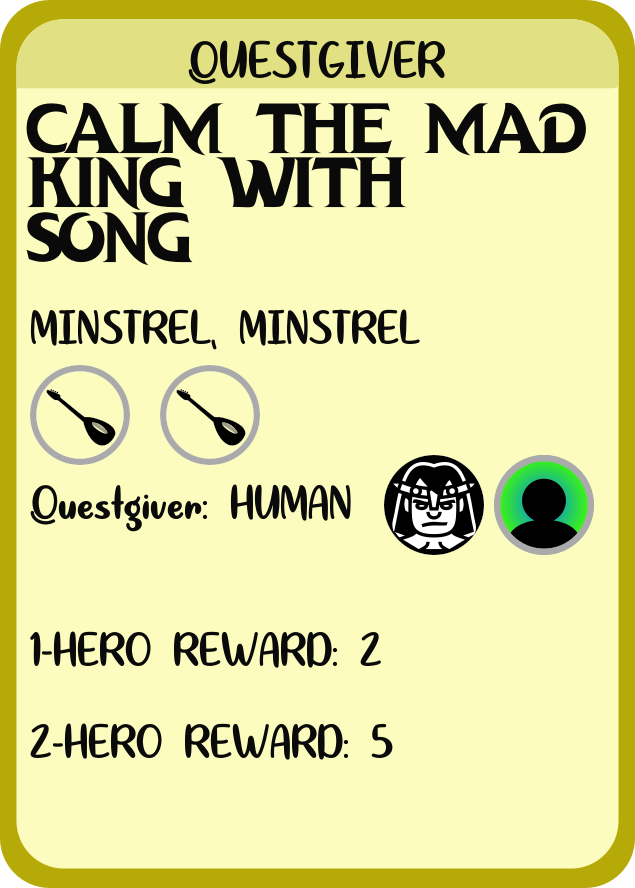 QUESTGIVER
CALM THE MAD
KING WITH
SONG
MINSTREL, MINSTREL
Questgiver: HUMAN
1-HERO REWARD: 2
2-HERO REWARD: 5